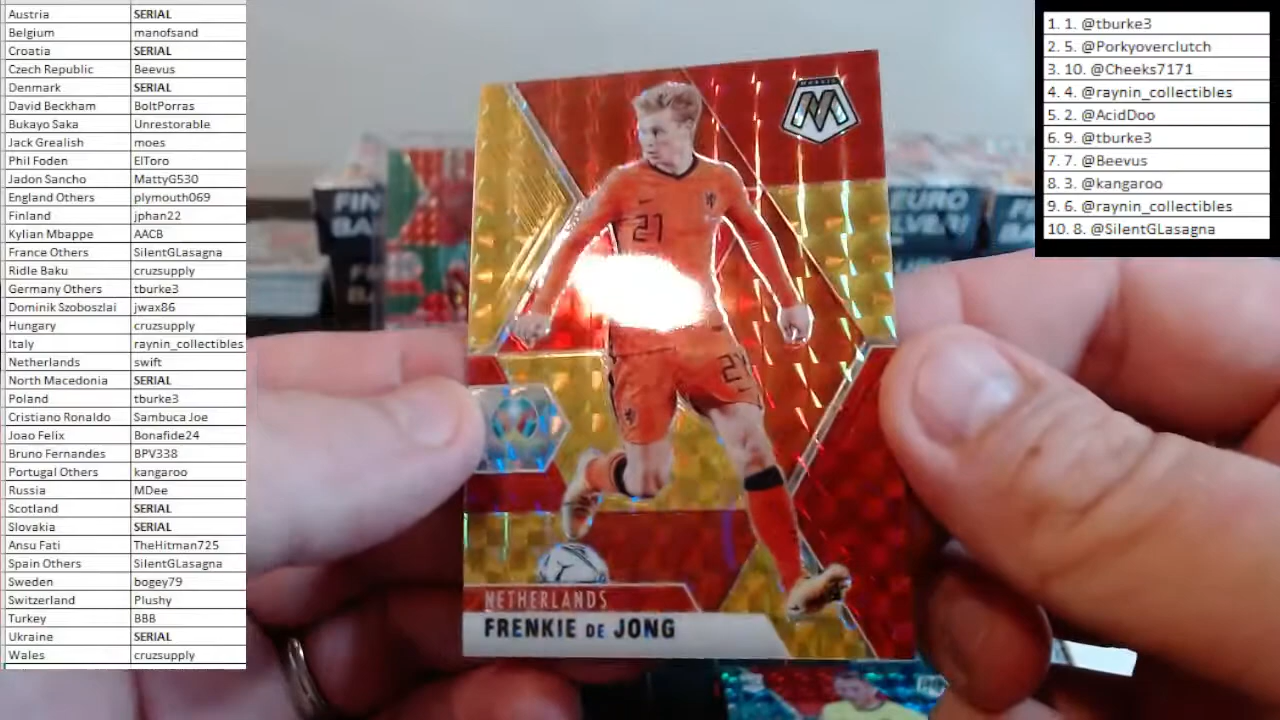 Austria SERIAL
Belgium manofsand
Croatia SERIAL
Czech Republic Beevus
Denmark SERIAL
David Beckham BoltPorras
Bukayo Saka Unrestorable
Jack Grealish moes
Phil Foden ElToro
Jadon Sancho MattyG530
England Others plymouth069
Finland jphan22
Kylian Mbappe AACB
France Others SilentGLasagna
Ridle Baku cruzsupply
Germany Others tburke3
Dominik Szoboszlai jwax86
Hungary cruzsupply
Italy raynin_collectibles
Netherlands swift
North Macedonia SERIAL
Poland tburke3
Cristiano Ronaldo Sambuca Joe
Joao Felix Bonafide24
Bruno Fernandes BPV338
Portugal Others kangaroo
Russia MDee
Scotland SERIAL
Slovakia SERIAL
Ansu Fati TheHitman725
Spain Others SilentGLasagna
Sweden bogey79
Switzerland Plushy
Turkey BBB
Ukraine SERIAL
Wales cruzsupply
MOSAIC
M
21
21
NETHERLANDS
FRENKIE DE JONG
EURO
1. 1. @tburke3
2. 5. @Porkyoverclutch
3. 10. @Cheeks7171
4. 4. @raynin_collectibles
5. 2. @AcidDoo
6. 9. @tburke3
7. 7. @Beevus
8. 3. @kangaroo
9. 6. @raynin_collectibles
10. 8. @SilentGLasagna